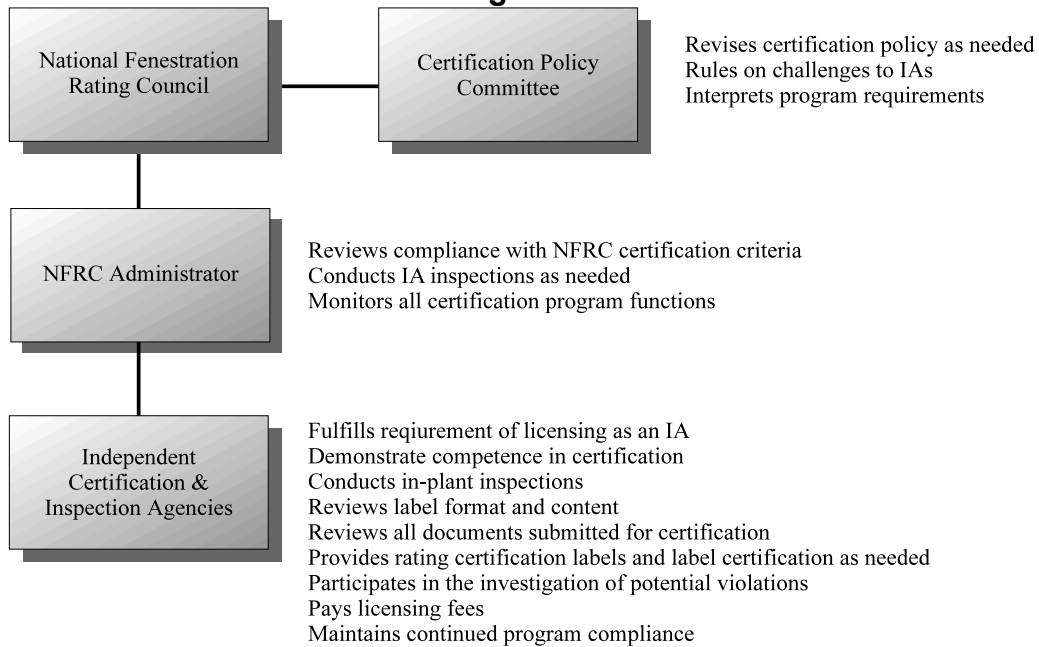 National Fenestration
Rating Council
Certification Policy
Committee
Revises certification policy as needed
Rules on challenges to IAs
Interprets program requirements
NFRC Administrator
Reviews compliance with NFRC certification criteria
Conducts IA inspections as needed
Monitors all certification program functions
Independent
Certification &
Inspection Agencies
Fulfills reqiurement of licensing as an IA
Demonstrate competence in certification
Conducts in-plant inspections
Reviews label format and content
Reviews all documents submitted for certification
Provides rating certification labels and label certification as needed
Participates in the investigation of potential violations
Pays licensing fees
Maintains continued program compliance